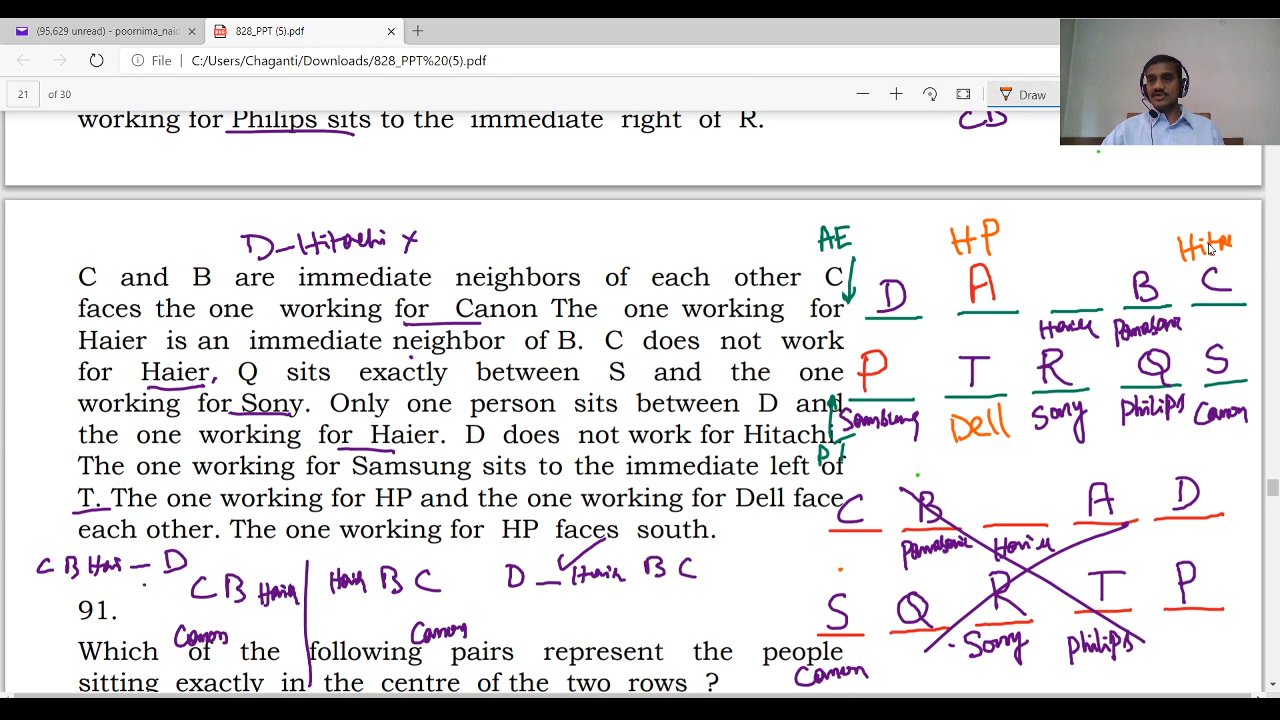 (95,629 unread) - poornima_naid
828_PPT (5).pdf
File
C:/Users/Chaganti/Downloads/828_PPT%20(5).pdf
21 of 30
Draw
working for Philips sits to the immediate right of R.
CD
D-Hitachi x
C and B are immediate neighbors of each other C
faces the one working for Canon The one working for
Haier is an immediate neighbor of B. C does not work
for Haier, Q sits exactly between S and the one
working for Sony. Only one person sits between D and
the one working for Haier. D does not work for Hitachi.
The one working for Samsung sits to the immediate left of
T. The one working for HP and the one working for Dell face
each other. The one working for HP faces south.
C B Hai - D
C B Hair
Hair B C
D - Hair B C
Canon
Canon
91.
Which of the following pairs represent the people
sitting exactly in the centre of the two rows ?
AE
HP
Hita
D A B C
Haier Panasonic
P T R Q S
Samsung Dell Sony Philips Canon
C B A D
Panasonic Haier
S Q R T P
Sony Philips
Canon